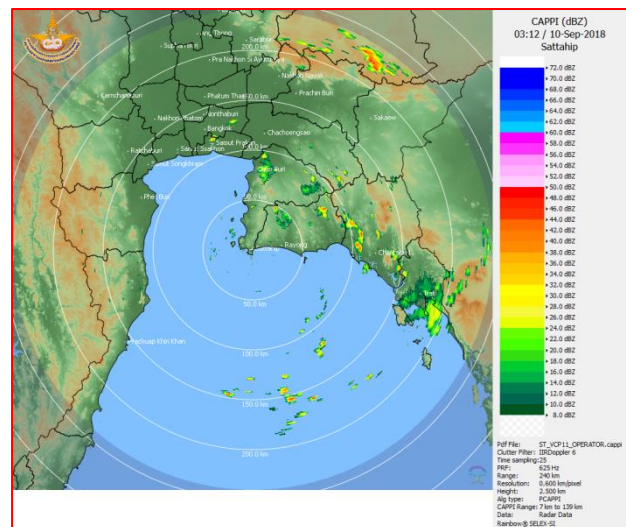 CAPPI (dBZ)
03:12 / 10-Sep-2018
Sattahip
72.0 dBZ
70.0 dBZ
68.0 dBZ
66.0 dBZ
64.0 dBZ
62.0 dBZ
60.0 dBZ
58.0 dBZ
56.0 dBZ
54.0 dBZ
52.0 dBZ
50.0 dBZ
48.0 dBZ
46.0 dBZ
44.0 dBZ
42.0 dBZ
40.0 dBZ
38.0 dBZ
36.0 dBZ
34.0 dBZ
32.0 dBZ
30.0 dBZ
28.0 dBZ
26.0 dBZ
24.0 dBZ
22.0 dBZ
20.0 dBZ
18.0 dBZ
16.0 dBZ
14.0 dBZ
12.0 dBZ
10.0 dBZ
8.0 dBZ
Pdf File: ST_VCP11_OPERATOR.cappi
Clutter Filter: IIRDoppler 6
Time sampling:25
PRF: 625 Hz
Range: 240 km
Resolution: 0.600 km/pixel
Height: 2.500 km
Alg type: PCAPPI
CAPPI Range: 7 km to 139 km
Data: Radar Data
Rainbow® SELEX-SI
Ang Thong
Saraburi
200.0 km
Pra Nakhon Si Ayutthaya
Nakhon Nayok
Kanchanaburi
Prachin Buri
Phatum Thani
Nonthaburi
Nakhon Pathom
Bangkok
Sakaew
Chacheongsao
Ratchaburi
Samut Prakan
Samut Songkhram
Chon Buri
Rayong
Trat
50.0 km
100.0 km
150.0 km
200.0 km
Prachuap Khiri Khan